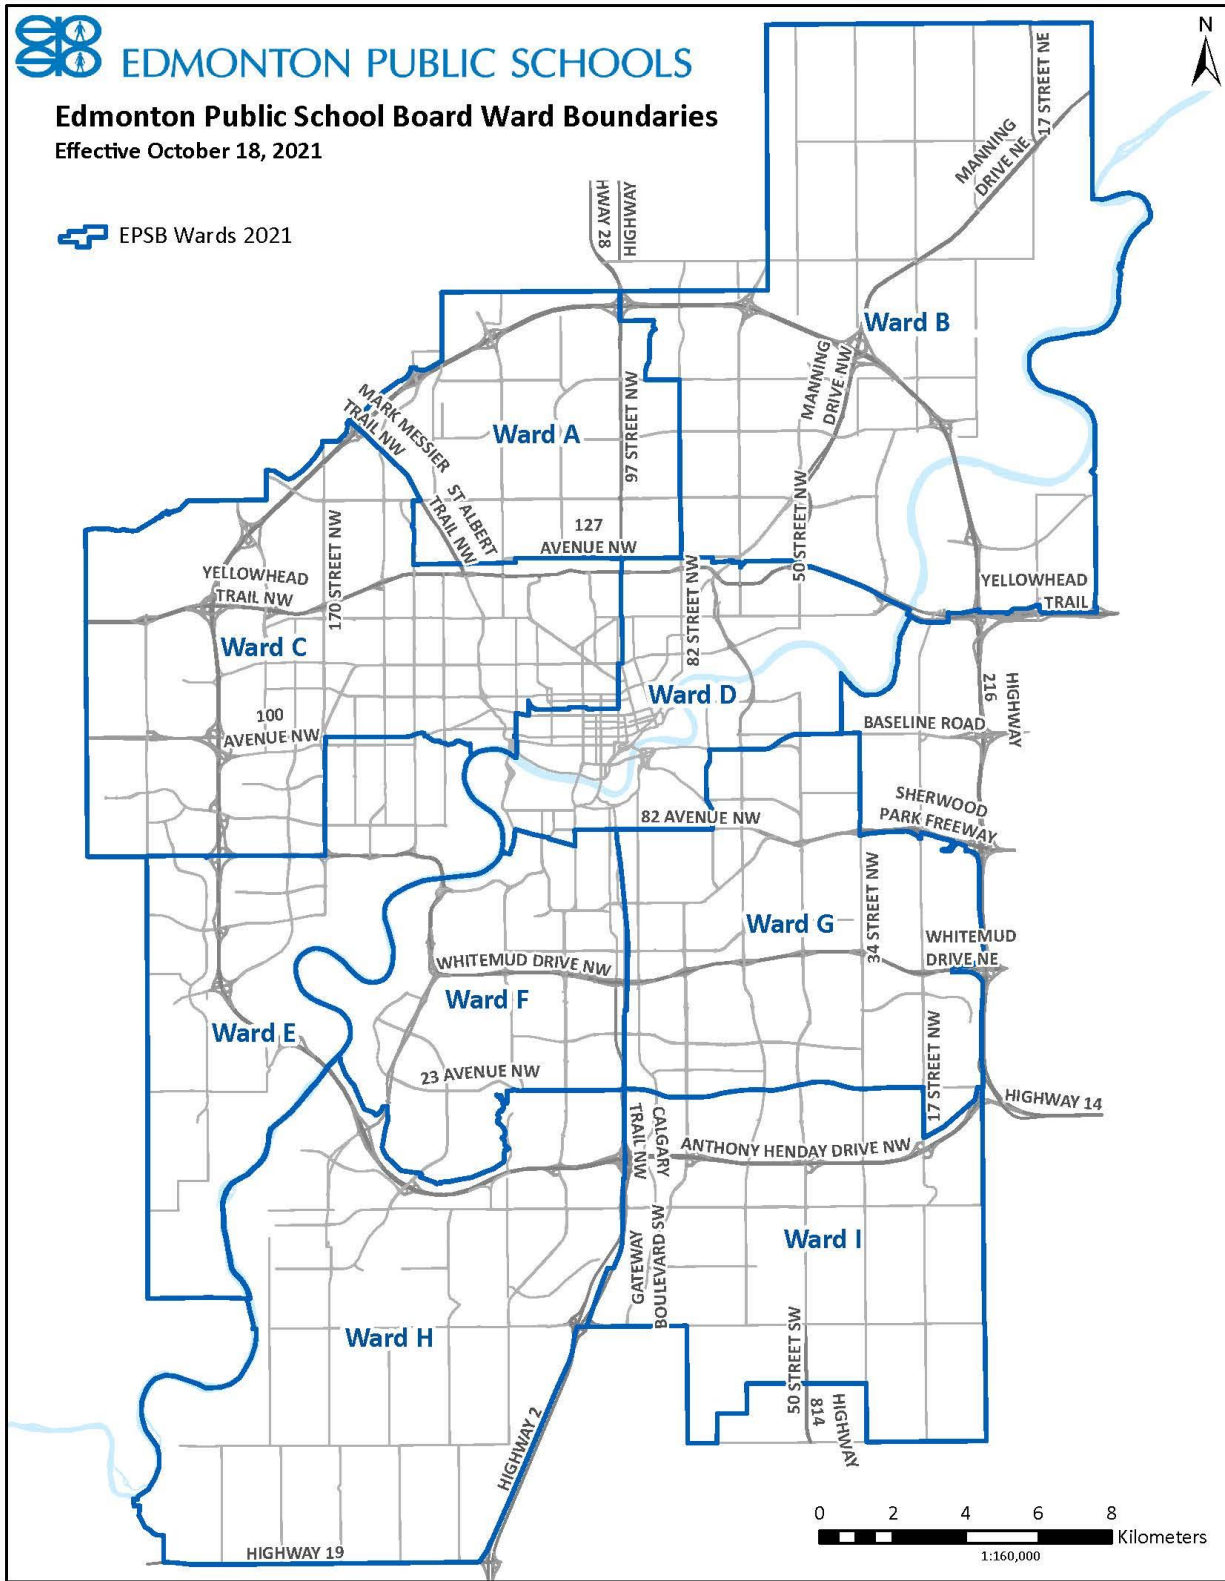 EDMONTON PUBLIC SCHOOLS
N
Edmonton Public School Board Ward Boundaries
Effective October 18, 2021
EPSB Wards 2021
17 STREET NE
MANNING
DRIVE NE
HWAY 28
HIGHWAY
Ward B
MANNING
DRIVE NW
MARK MESSIER
TRAIL NW
Ward A
97 STREET NW
ST ALBERT
TRAIL NW
127
AVENUE NW
50 STREET NW
170 STREET NW
YELLOWHEAD
TRAIL NW
82 STREET NW
YELLOWHEAD
TRAIL
Ward C
Ward D
216
HIGHWAY
100
AVENUE NW
BASELINE ROAD
SHERWOOD
PARK FREEWAY
82 AVENUE NW
34 STREET NW
Ward G
WHITEMUD
DRIVE NE
WHITEMUD DRIVE NW
Ward F
Ward E
17 STREET NW
23 AVENUE NW
HIGHWAY 14
CALGARY
TRAIL NW
ANTHONY HENDAY DRIVE NW
GATEWAY
BOULEVARD SW
Ward I
Ward H
50 STREET SW
814
HIGHWAY
HIGHWAY 2
HIGHWAY 19
0 2 4 6 8
Kilometers
1:160,000